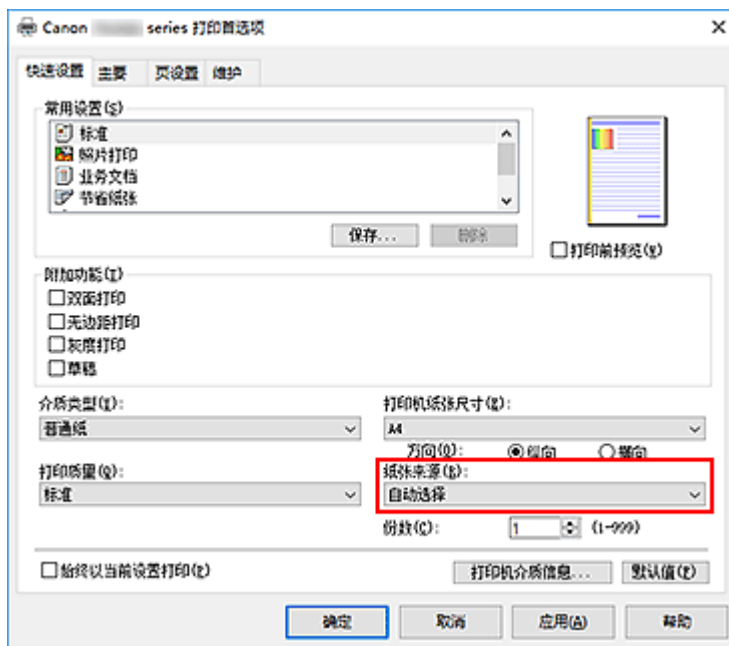 Canon series 打印首选项
快速设置 主要 页设置 维护
常用设置(S)
标准
照片打印
业务文档
节省纸张
保存... 删除
打印前预览(V)
附加功能(T)
双面打印
无边距打印
灰度打印
草稿
介质类型(I): 打印机纸张尺寸(Z):
普通纸 A4
方向(O): 纵向 横向
打印质量(Q): 纸张来源(B):
标准 自动选择
份数(C): 1 (1-999)
始终以当前设置打印(P)
打印机介质信息... 默认值(F)
确定 取消 应用(A) 帮助